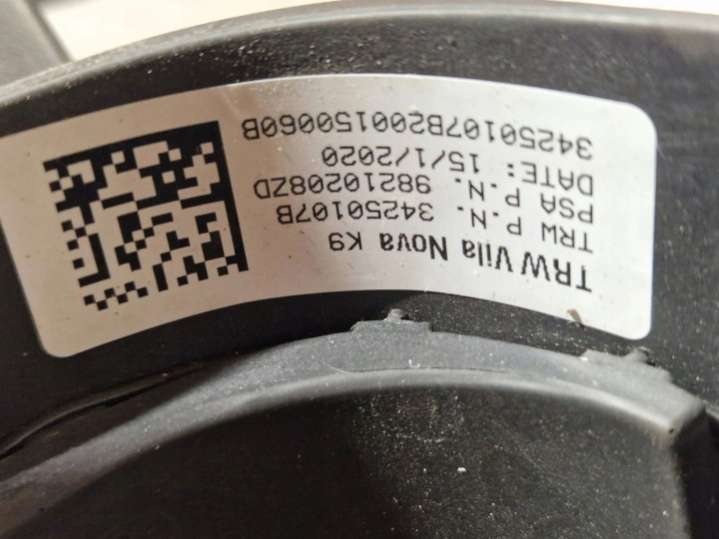 TRW Vila Nova K9
TRW P.N. 34250107B
PSA P.N. 98210208ZD
DATE: 15/1/2020
34250107B200150060B